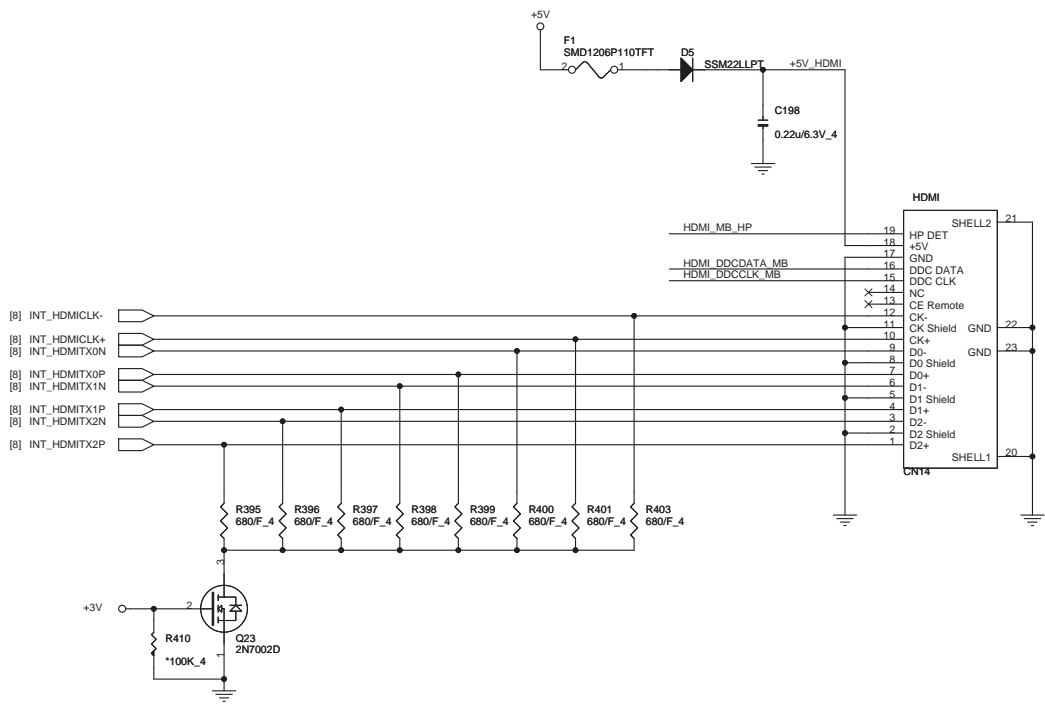 +5V
F1
SMD1206P110TFT
2
1
D5
SSM22LLPT
+5V_HDMI
C198
0.22u/6.3V_4
HDMI
SHELL2
21
HDMI_MB_HP
19
HP DET
18
+5V
17
GND
HDMI_DDCDATA_MB
16
DDC DATA
HDMI_DDCCLK_MB
15
DDC CLK
14
NC
13
CE Remote
[8] INT_HDMICLK-
12
CK-
11
CK Shield
GND
22
[8] INT_HDMICLK+
10
CK+
[8] INT_HDMITX0N
9
D0-
GND
23
8
D0 Shield
[8] INT_HDMITX0P
7
D0+
[8] INT_HDMITX1N
6
D1-
5
D1 Shield
[8] INT_HDMITX1P
4
D1+
[8] INT_HDMITX2N
3
D2-
2
D2 Shield
[8] INT_HDMITX2P
1
D2+
SHELL1
20
CN14
R395
680/F_4
R396
680/F_4
R397
680/F_4
R398
680/F_4
R399
680/F_4
R400
680/F_4
R401
680/F_4
R403
680/F_4
3
+3V
2
R410
*100K_4
Q23
2N7002D
1